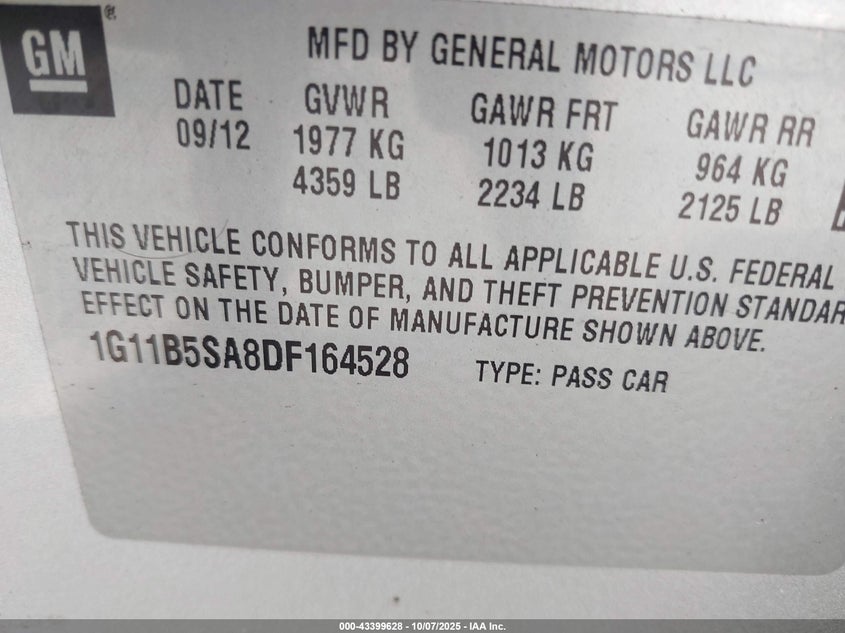 GM ®
MFD BY GENERAL MOTORS LLC
DATE GVWR GAWR FRT GAWR RR
09/12 1977 KG 1013 KG 964 KG
4359 LB 2234 LB 2125 LB
THIS VEHICLE CONFORMS TO ALL APPLICABLE U.S. FEDERAL
VEHICLE SAFETY, BUMPER, AND THEFT PREVENTION STANDAR
EFFECT ON THE DATE OF MANUFACTURE SHOWN ABOVE.
1G11B5SA8DF164528 TYPE: PASS CAR
000-43399628 - 10/07/2025 - IAA Inc.